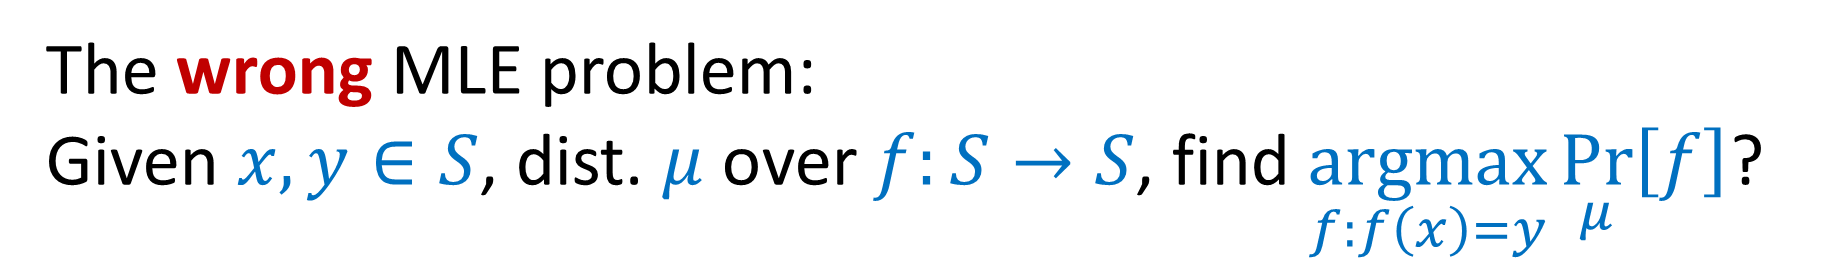 The wrong MLE problem:
Given x, y ∈ S, dist. μ over f: S → S, find argmax Pr[f]?
f:f(x)=y μ